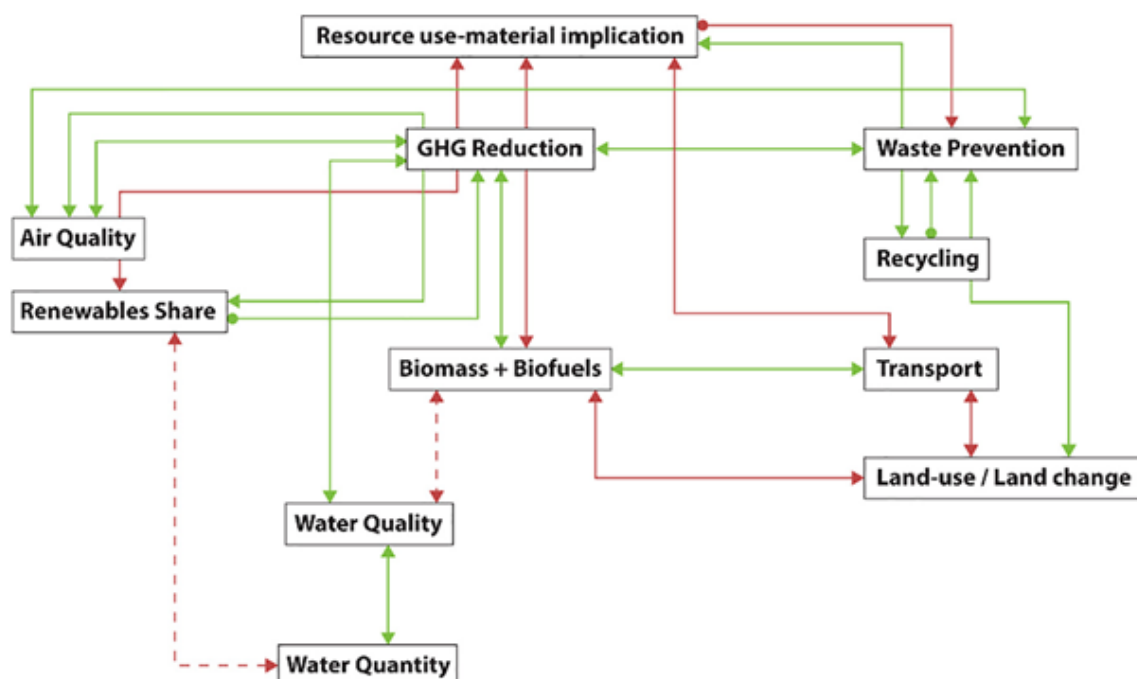 Resource use-material implication
GHG Reduction
Waste Prevention
Air Quality
Recycling
Renewables Share
Biomass + Biofuels
Transport
Land-use / Land change
Water Quality
Water Quantity